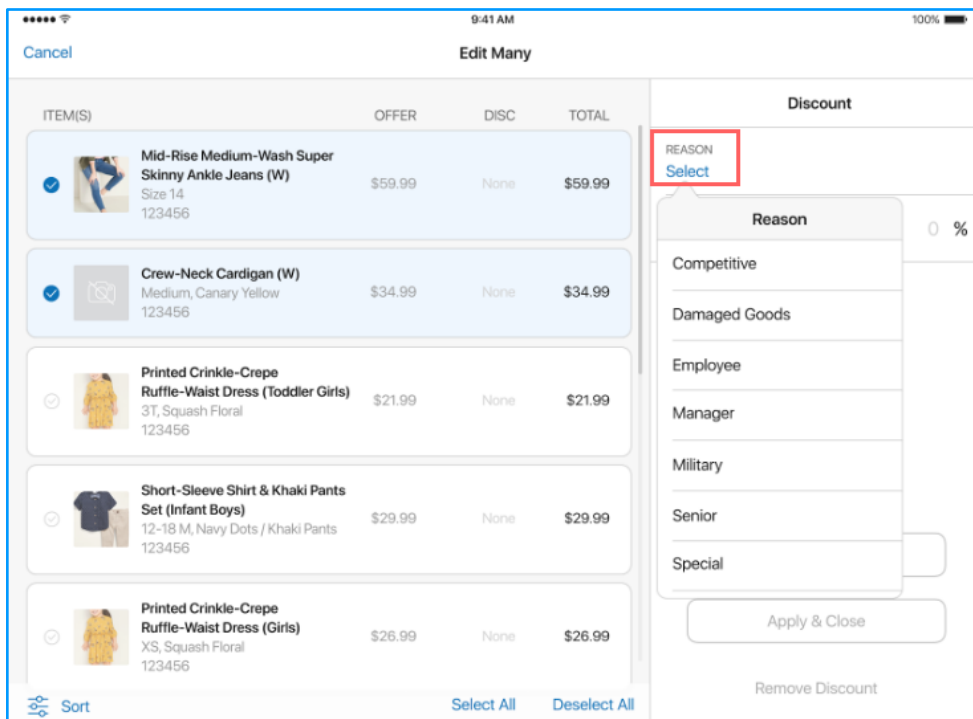 9:41 AM
100%
Cancel
Edit Many
ITEM(S) OFFER DISC TOTAL
Mid-Rise Medium-Wash Super
Skinny Ankle Jeans (W)
Size 14
123456
$59.99 None $59.99
Crew-Neck Cardigan (W)
Medium, Canary Yellow
123456
$34.99 None $34.99
Printed Crinkle-Crepe
Ruffle-Waist Dress (Toddler Girls)
3T, Squash Floral
123456
$21.99 None $21.99
Short-Sleeve Shirt & Khaki Pants
Set (Infant Boys)
12-18 M, Navy Dots / Khaki Pants
123456
$29.99 None $29.99
Printed Crinkle-Crepe
Ruffle-Waist Dress (Girls)
XS, Squash Floral
123456
$26.99 None $26.99
Sort
Select All
Deselect All
Discount
REASON
Select
0 %
Reason
Competitive
Damaged Goods
Employee
Manager
Military
Senior
Special
Apply & Close
Remove Discount